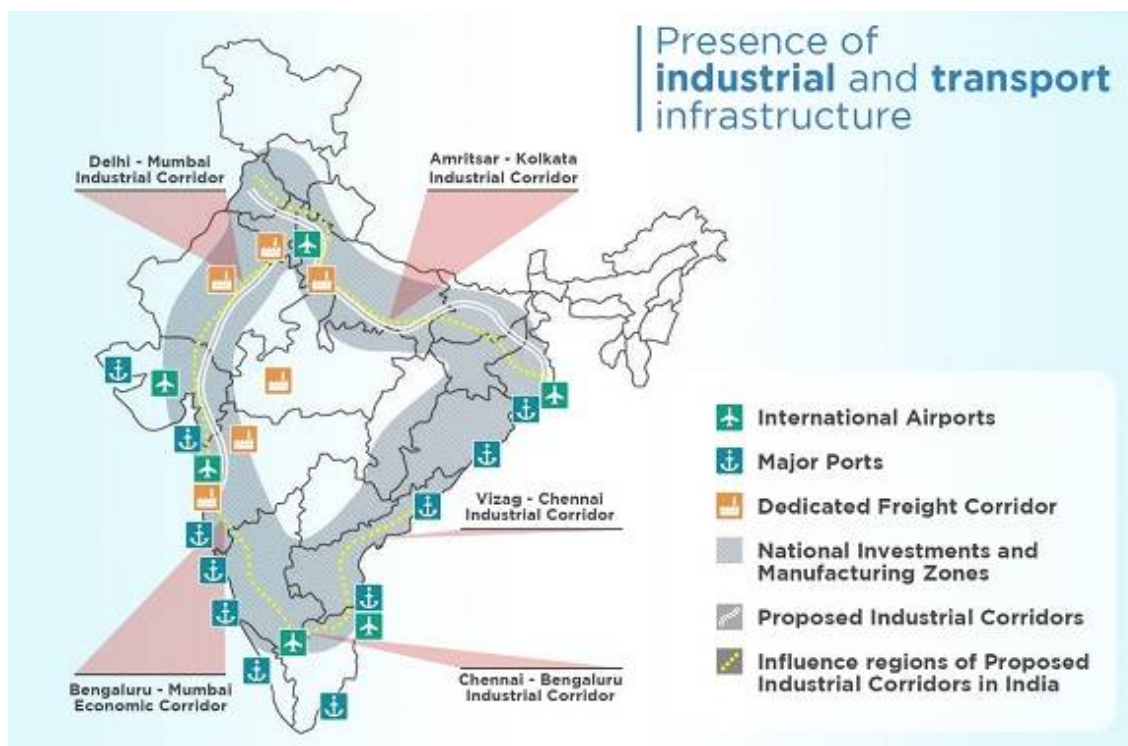 Presence of
industrial and transport
infrastructure
Delhi - Mumbai
Industrial Corridor
Amritsar - Kolkata
Industrial Corridor
Vizag - Chennai
Industrial Corridor
Bengaluru - Mumbai
Economic Corridor
Chennai - Bengaluru
Industrial Corridor
International Airports
Major Ports
Dedicated Freight Corridor
National Investments and
Manufacturing Zones
Proposed Industrial Corridors
Influence regions of Proposed
Industrial Corridors in India